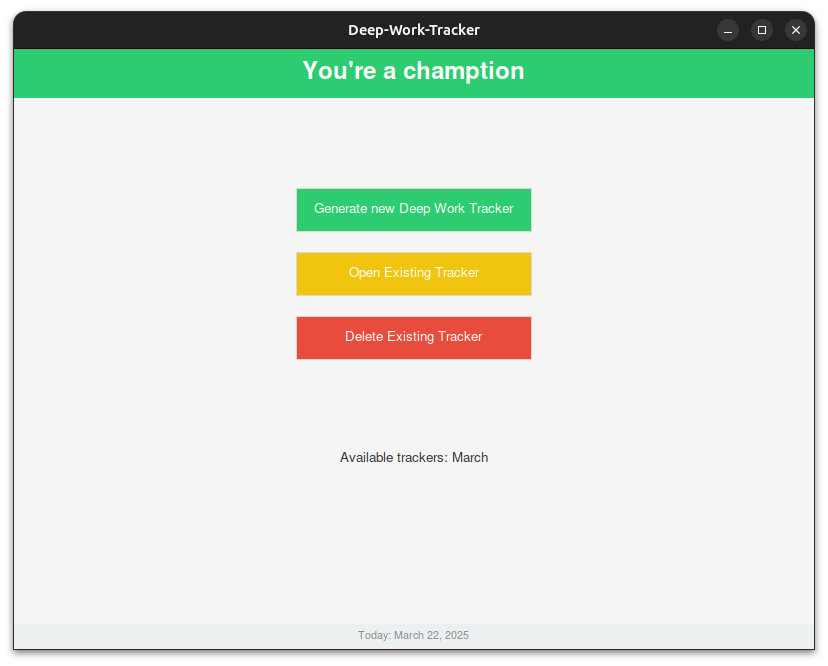 Deep-Work-Tracker
You're a chamption
Generate new Deep Work Tracker
Open Existing Tracker
Delete Existing Tracker
Available trackers: March
Today: March 22, 2025